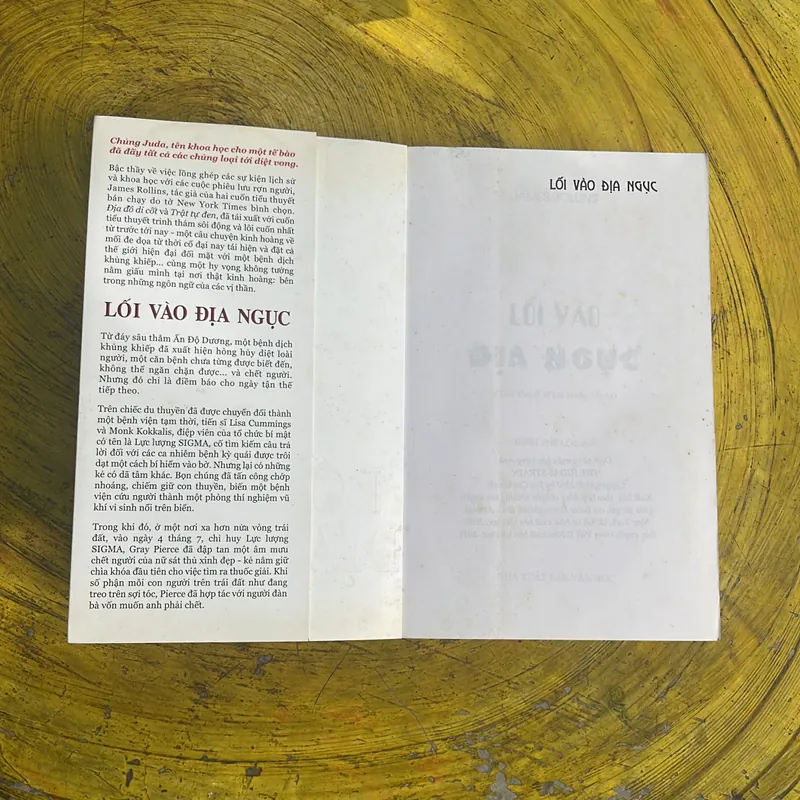 Chủng Juda, tên khoa học cho một tế bào
đã đẩy tất cả các chủng loại tới diệt vong.
Bậc thầy về việc lồng ghép các sự kiện lịch sử
và khoa học với các cuộc phiêu lưu rợn người,
James Rollins, tác giả của hai cuốn tiểu thuyết
bán chạy do tờ New York Times bình chọn.
Địa đồ di cốt và Trật tự đen, đã tái xuất với cuốn
tiểu thuyết trinh thám sôi động và lôi cuốn nhất
từ trước tới nay - một câu chuyện kinh hoàng về
mối đe dọa từ thời cổ đại nay tái hiện và đặt cả
thế giới hiện đại đối mặt với một bệnh dịch
khủng khiếp... cùng một hy vọng không tưởng
nằm giấu mình tại nơi thật kinh hoàng: bên
trong những ngôn ngữ của các vị thần.
LỐI VÀO ĐỊA NGỤC
Từ đáy sâu thẳm Ấn Độ Dương, một bệnh dịch
khủng khiếp đã xuất hiện hòng hủy diệt loài
người, một căn bệnh chưa từng được biết đến,
không thể ngăn chặn được... và chết người.
Nhưng đó chỉ là điềm báo cho ngày tận thế
tiếp theo.
Trên chiếc du thuyền đã được chuyển đổi thành
một bệnh viện tạm thời, tiến sĩ Lisa Cummings
và Monk Kokkalis, điệp viên của tổ chức bí mật
có tên là Lực lượng SIGMA, cố tìm kiếm câu trả
lời đối với các ca nhiễm bệnh kỳ quái được trôi
dạt một cách bí hiểm vào bờ. Nhưng lại có những
kẻ có dã tâm khác. Bọn chúng đã tấn công chớp
nhoáng, chiếm giữ con thuyền, biến một bệnh
viện cứu người thành một phòng thí nghiệm vũ
khí vi sinh nổi trên biển.
Trong khi đó, ở một nơi xa hơn nửa vòng trái
đất, vào ngày 4 tháng 7, chỉ huy Lực lượng
SIGMA, Gray Pierce đã đập tan một âm mưu
chết người của nữ sát thủ xinh đẹp - kẻ nắm giữ
chìa khóa đầu tiên cho việc tìm ra thuốc giải. Khi
số phận mỗi con người trên trái đất như đang
treo trên sợi tóc, Pierce đã hợp tác với người đàn
bà vốn muốn anh phải chết.
LỐI VÀO ĐỊA NGỤC
LỐI VÀO
ĐỊA NGỤC